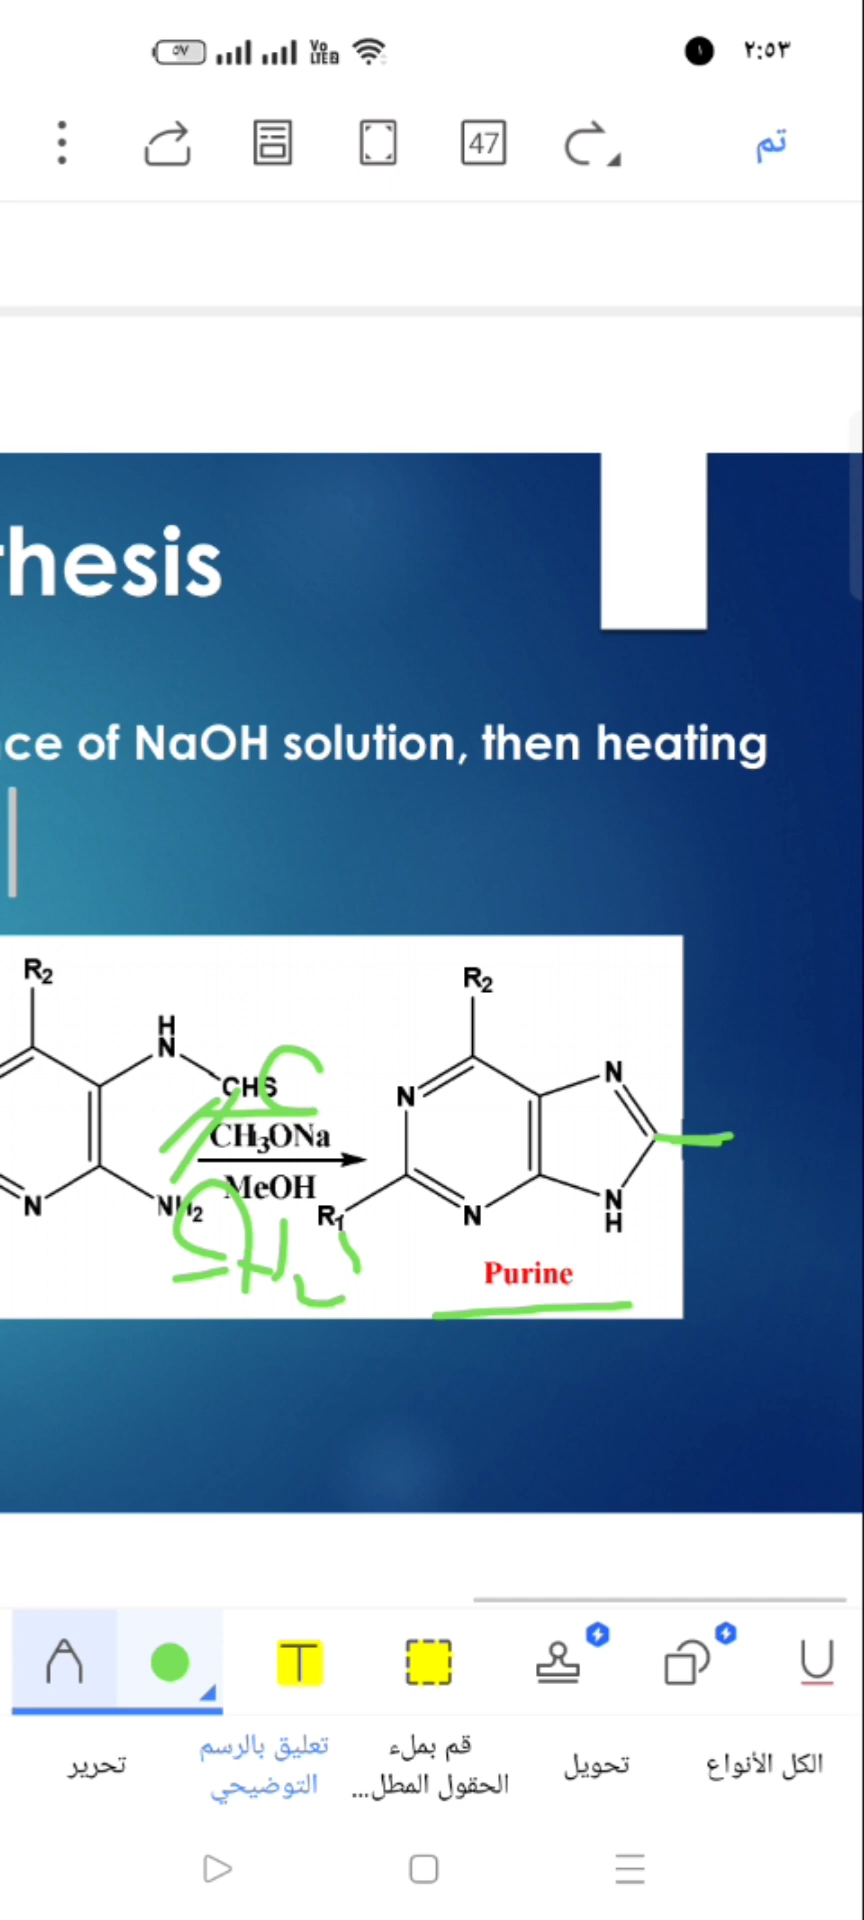 ٢:٥٣
47
تم
thesis
ce of NaOH solution, then heating
R2
H
N
CHS
NH2
N
CH3ONa
MeOH
R2
N
N
R1
N
N
H
Purine
T
U
الكل الأنواع
تحويل
قم بملء
الحقول المطل...
تعليق بالرسم
التوضيحي
تحرير